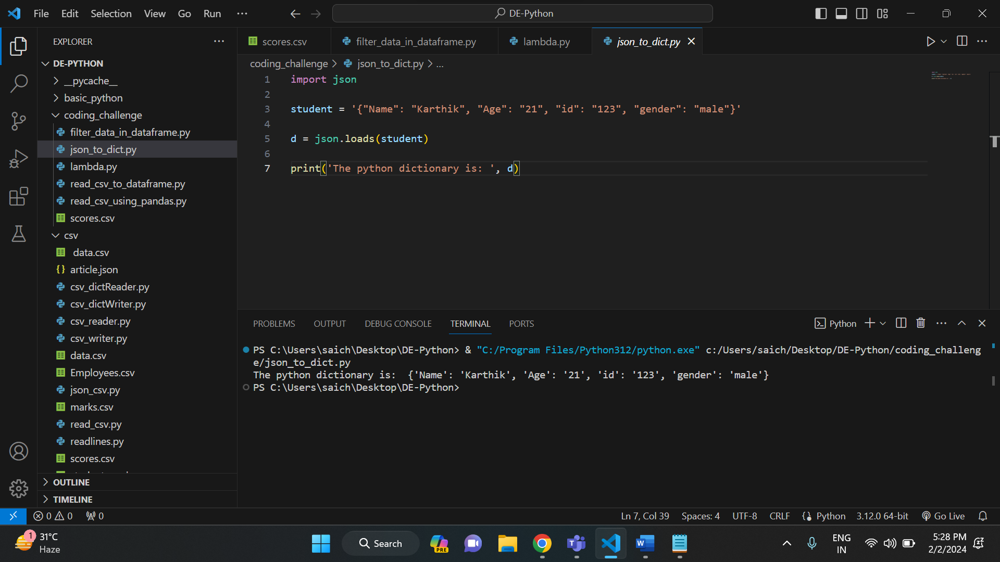 File Edit Selection View Go Run ···
DE-Python
EXPLORER ···
DE-PYTHON
__pycache__
basic_python
coding_challenge
filter_data_in_dataframe.py
json_to_dict.py
lambda.py
read_csv_to_dataframe.py
read_csv_using_pandas.py
scores.csv
csv
data.csv
article.json
csv_dictReader.py
csv_dictWriter.py
csv_reader.py
csv_writer.py
data.csv
Employees.csv
json_csv.py
marks.csv
read_csv.py
readlines.py
scores.csv
OUTLINE
TIMELINE
scores.csv filter_data_in_dataframe.py lambda.py json_to_dict.py
coding_challenge > json_to_dict.py > ...
1 import json
2
3 student = '{"Name": "Karthik", "Age": "21", "id": "123", "gender": "male"}'
4
5 d = json.loads(student)
6
7 print('The python dictionary is: ', d)
PROBLEMS OUTPUT DEBUG CONSOLE TERMINAL PORTS Python
PS C:\Users\saich\Desktop\DE-Python> & "C:/Program Files/Python312/python.exe" c:/Users/saich/Desktop/DE-Python/coding_challeng
e/json_to_dict.py
The python dictionary is:  {'Name': 'Karthik', 'Age': '21', 'id': '123', 'gender': 'male'}
PS C:\Users\saich\Desktop\DE-Python>
0 0 0 Ln 7, Col 39 Spaces: 4 UTF-8 CRLF Python 3.12.0 64-bit Go Live
1 31°C
Haze
Search
PRE
T
W
ENG
IN
5:28 PM
2/2/2024